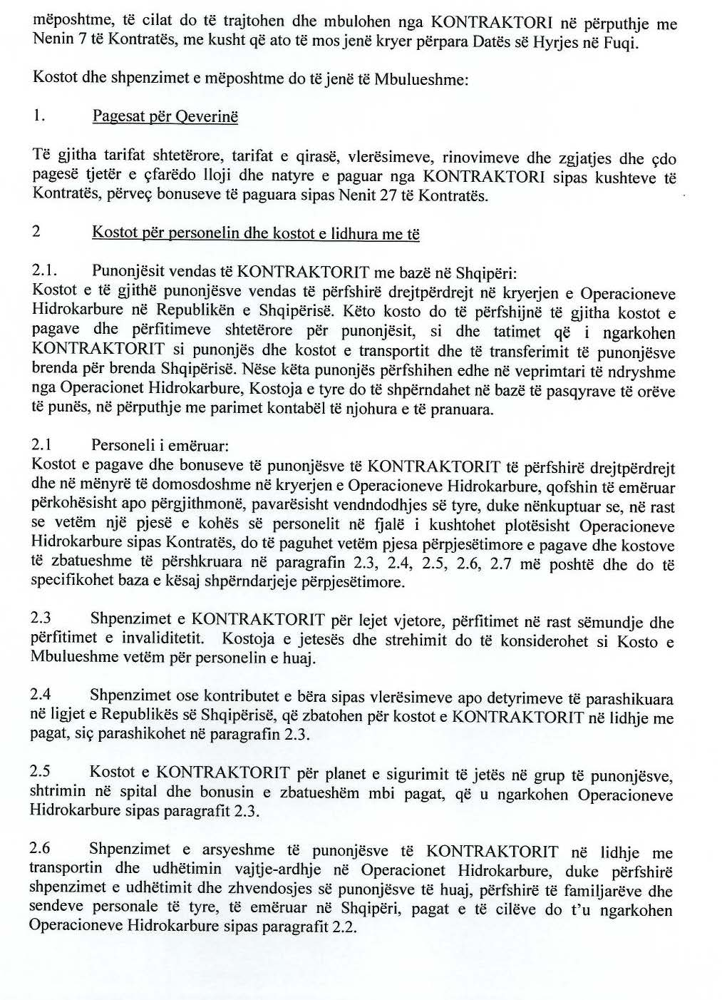 mëposhtme, të cilat do të trajtohen dhe mbulohen nga KONTRAKTORI në përputhje me
Nenin 7 të Kontratës, me kusht që ato të mos jenë kryer përpara Datës së Hyrjes në Fuqi.
Kostot dhe shpenzimet e mëposhtme do të jenë të Mbulueshme:
1. Pagesat për Qeverinë
Të gjitha tarifat shtetërore, tarifat e qirasë, vlerësimeve, rinovimeve dhe zgjatjes dhe çdo
pagesë tjetër e çfarëdo lloji dhe natyre e paguar nga KONTRAKTORI sipas kushteve të
Kontratës, përveç bonuseve të paguara sipas Nenit 27 të Kontratës.
2 Kostot për personelin dhe kostot e lidhura me të
2.1. Punonjësit vendas të KONTRAKTORIT me bazë në Shqipëri:
Kostot e të gjithë punonjësve vendas të përfshirë drejtpërdrejt në kryerjen e Operacioneve
Hidrokarbure në Republikën e Shqipërisë. Këto kosto do të përfshijnë të gjitha kostot e
pagave dhe përfitimeve shtetërore për punonjësit, si dhe tatimet që i ngarkohen
KONTRAKTORIT si punonjës dhe kostot e transportit dhe të transferimit të punonjësve
brenda për brenda Shqipërisë. Nëse këta punonjës përfshihen edhe në veprimtari të ndryshme
nga Operacionet Hidrokarbure, Kostoja e tyre do të shpërndahet në bazë të pasqyrave të orëve
të punës, në përputhje me parimet kontabël të njohura e të pranuara.
2.1 Personeli i emëruar:
Kostot e pagave dhe bonuseve të punonjësve të KONTRAKTORIT të përfshirë drejtpërdrejt
dhe në mënyrë të domosdoshme në kryerjen e Operacioneve Hidrokarbure, qofshin të emëruar
përkohësisht apo përgjithmonë, pavarësisht vendndodhjes së tyre, duke nënkuptuar se, në rast
se vetëm një pjesë e kohës së personelit në fjalë i kushtohet plotësisht Operacioneve
Hidrokarbure sipas Kontratës, do të paguhet vetëm pjesa përpjesëtimore e pagave dhe kostove
të zbatueshme të përshkruara në paragrafin 2.3, 2.4, 2.5, 2.6, 2.7 më poshtë dhe do të
specifikohet baza e kësaj shpërndarjeje përpjesëtimore.
2.3 Shpenzimet e KONTRAKTORIT për lejet vjetore, përfitimet në rast sëmundje dhe
përfitimet e invaliditetit. Kostoja e jetesës dhe strehimit do të konsiderohet si Kosto e
Mbulueshme vetëm për personelin e huaj.
2.4 Shpenzimet ose kontributet e bëra sipas vlerësimeve apo detyrimeve të parashikuara
në ligjet e Republikës së Shqipërisë, që zbatohen për kostot e KONTRAKTORIT në lidhje me
pagat, siç parashikohet në paragrafin 2.3.
2.5 Kostot e KONTRAKTORIT për planet e sigurimit të jetës në grup të punonjësve,
shtrimin në spital dhe bonusin e zbatueshëm mbi pagat, që u ngarkohen Operacioneve
Hidrokarbure sipas paragrafit 2.3.
2.6 Shpenzimet e arsyeshme të punonjësve të KONTRAKTORIT në lidhje me
transportin dhe udhëtimin vajtje-ardhje në Operacionet Hidrokarbure, duke përfshirë
shpenzimet e udhëtimit dhe zhvendosjes së punonjësve të huaj, përfshirë të familjarëve dhe
sendeve personale të tyre, të emëruar në Shqipëri, pagat e të cilëve do t’u ngarkohen
Operacioneve Hidrokarbure sipas paragrafit 2.2.